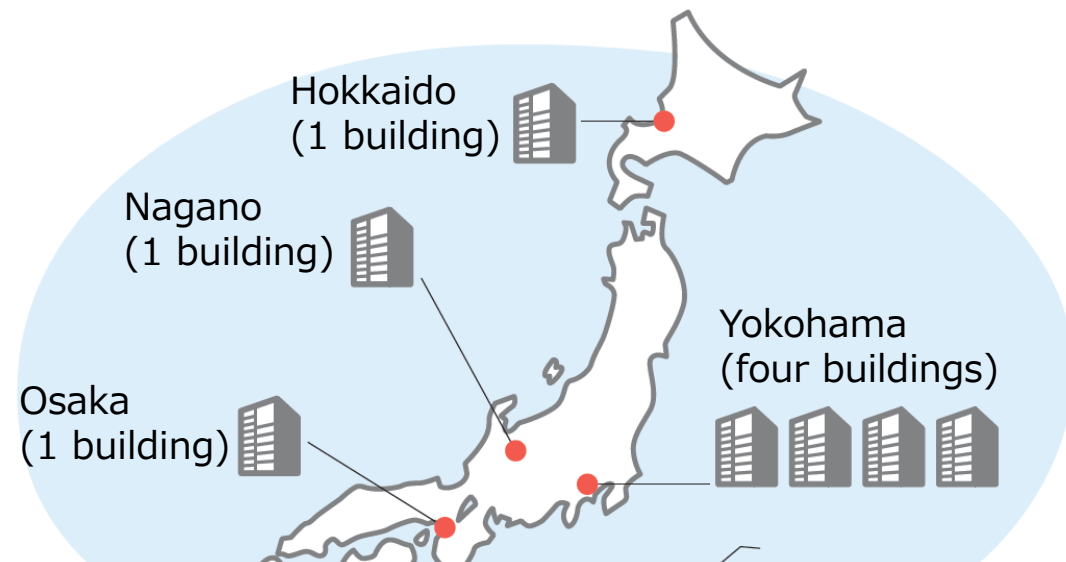 Hokkaido
(1 building)
Nagano
(1 building)
Yokohama
(four buildings)
Osaka
(1 building)